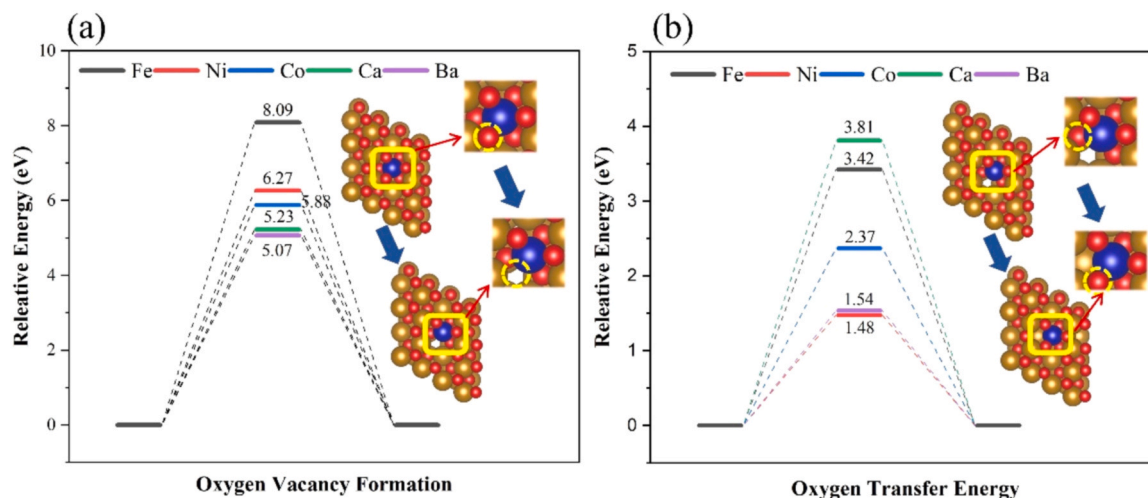 (a)
Fe Ni Co Ca Ba
10
8
6
4
2
0
8.09
6.27
5.88
5.23
5.07
Releative Energy (eV)
Oxygen Vacancy Formation
(b)
Fe Ni Co Ca Ba
5
4
3
2
1
0
3.81
3.42
2.37
1.54
1.48
Releative Energy (eV)
Oxygen Transfer Energy